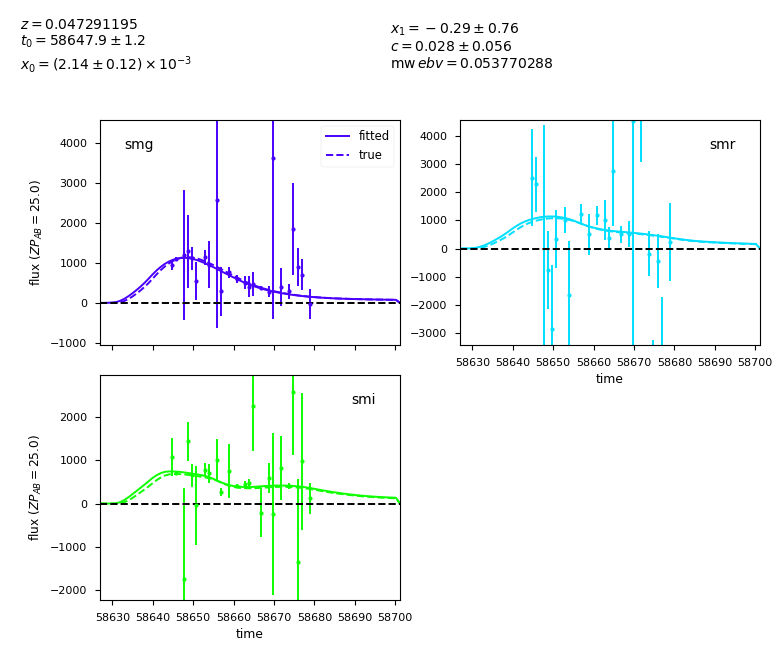 z = 0.047291195
t₀ = 58647.9 ± 1.2
x₀ = (2.14 ± 0.12) × 10⁻³
x₁ = −0.29 ± 0.76
c = 0.028 ± 0.056
mw ebv = 0.053770288
smg
fitted
true
4000
3000
2000
1000
0
−1000
flux (ZP_AB = 25.0)
smr
4000
3000
2000
1000
0
−1000
−2000
−3000
58630 58640 58650 58660 58670 58680 58690 58700
time
smi
2000
1000
0
−1000
−2000
flux (ZP_AB = 25.0)
58630 58640 58650 58660 58670 58680 58690 58700
time